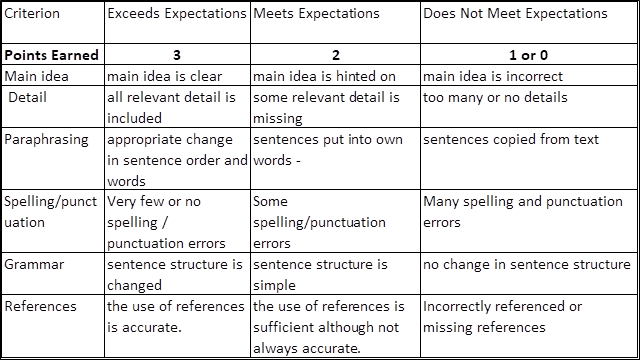 Criterion Exceeds Expectations Meets Expectations Does Not Meet Expectations
Points Earned 3 2 1 or 0
Main idea main idea is clear main idea is hinted on main idea is incorrect
Detail all relevant detail is some relevant detail is too many or no details
included missing
Paraphrasing appropriate change sentences put into own sentences copied from text
in sentence order and words -
words
Spelling/punct Very few or no Some Many spelling and punctuation
uation spelling / spelling/punctuation errors
punctuation errors errors
Grammar sentence structure is sentence structure is no change in sentence structure
changed simple
References the use of references the use of references is Incorrectly referenced or
is accurate. sufficient although not missing references
always accurate.